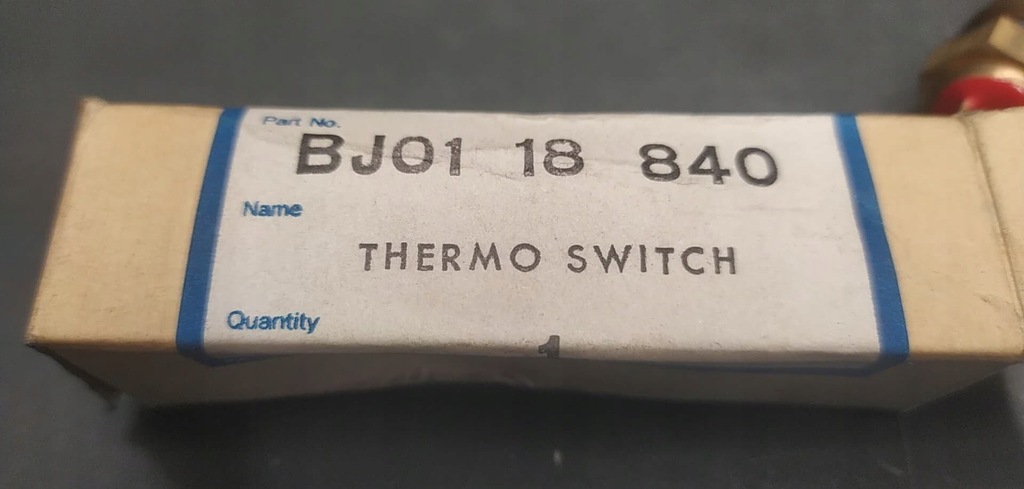 Part No.
BJ01 18 840
Name
THERMO SWITCH
Quantity
1